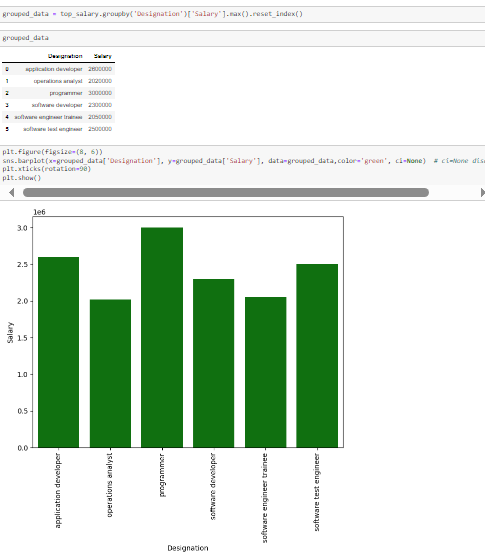 grouped_data = top_salary.groupby('Designation')['Salary'].max().reset_index()
grouped_data
Designation Salary
0 application developer 2600000
1 operations analyst 2020000
2 programmer 3000000
3 software developer 2300000
4 software engineer trainee 2050000
5 software test engineer 2500000
plt.figure(figsize=(8, 6))
sns.barplot(x=grouped_data['Designation'], y=grouped_data['Salary'], data=grouped_data,color='green', ci=None) # ci=None disa
plt.xticks(rotation=90)
plt.show()
1e6
3.0
2.5
2.0
1.5
1.0
0.5
0.0
Salary
application developer
operations analyst
programmer
software developer
software engineer trainee
software test engineer
Designation